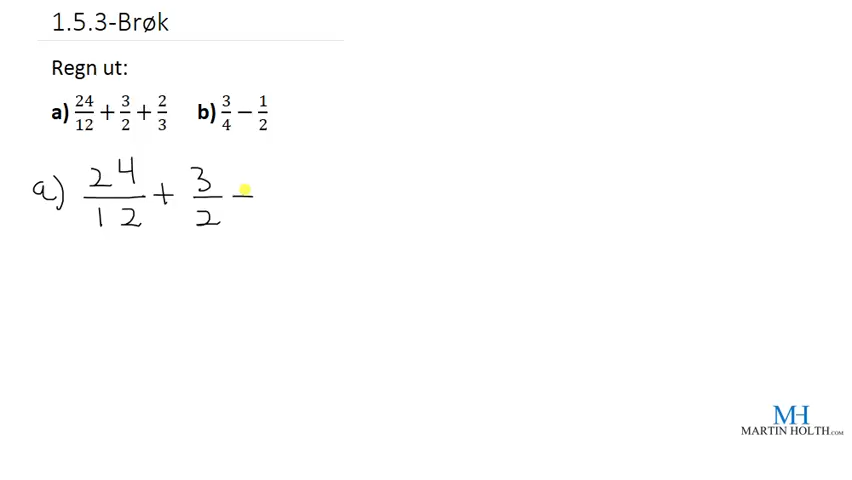 1.5.3-Brøk
Regn ut:
a) 24/12 + 3/2 + 2/3 b) 3/4 − 1/2
a) 24/12 + 3/2 −
MH
MARTIN HOLTH.COM